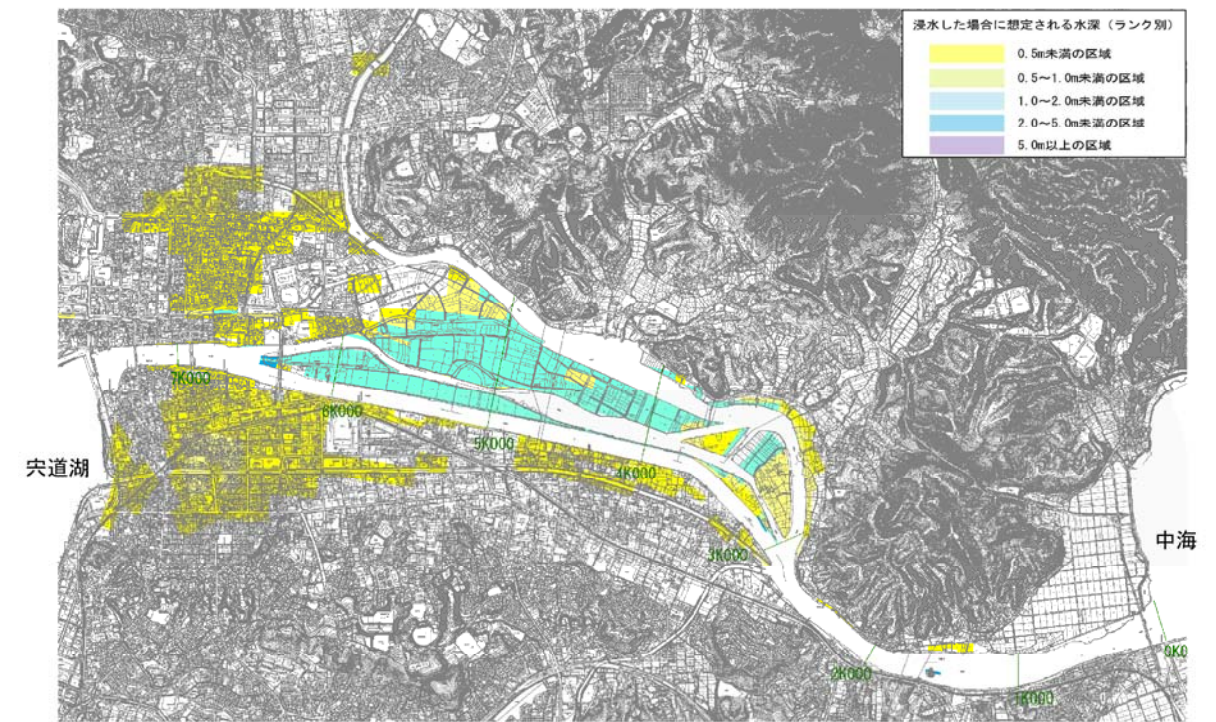 浸水した場合に想定される水深（ランク別）
0.5m未満の区域
0.5～1.0m未満の区域
1.0～2.0m未満の区域
2.0～5.0m未満の区域
5.0m以上の区域
7K000
6K000
5K000
宍道湖
4K000
3K000
中海
2K000
0K0
1K000